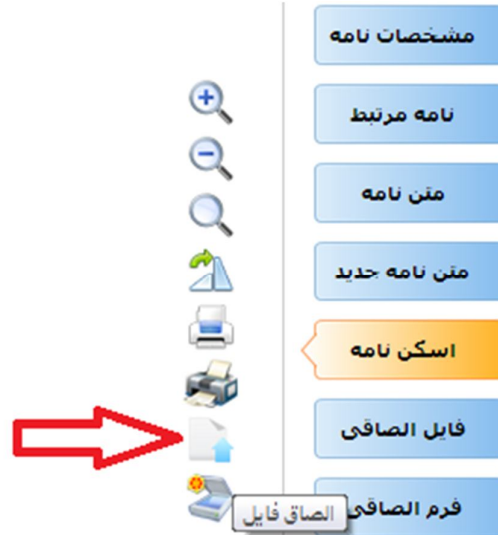 مشخصات نامه
نامه مرتبط
متن نامه
متن نامه جدید
اسکن نامه
فایل الصاقی
فرم الصاقی
الصاق فایل